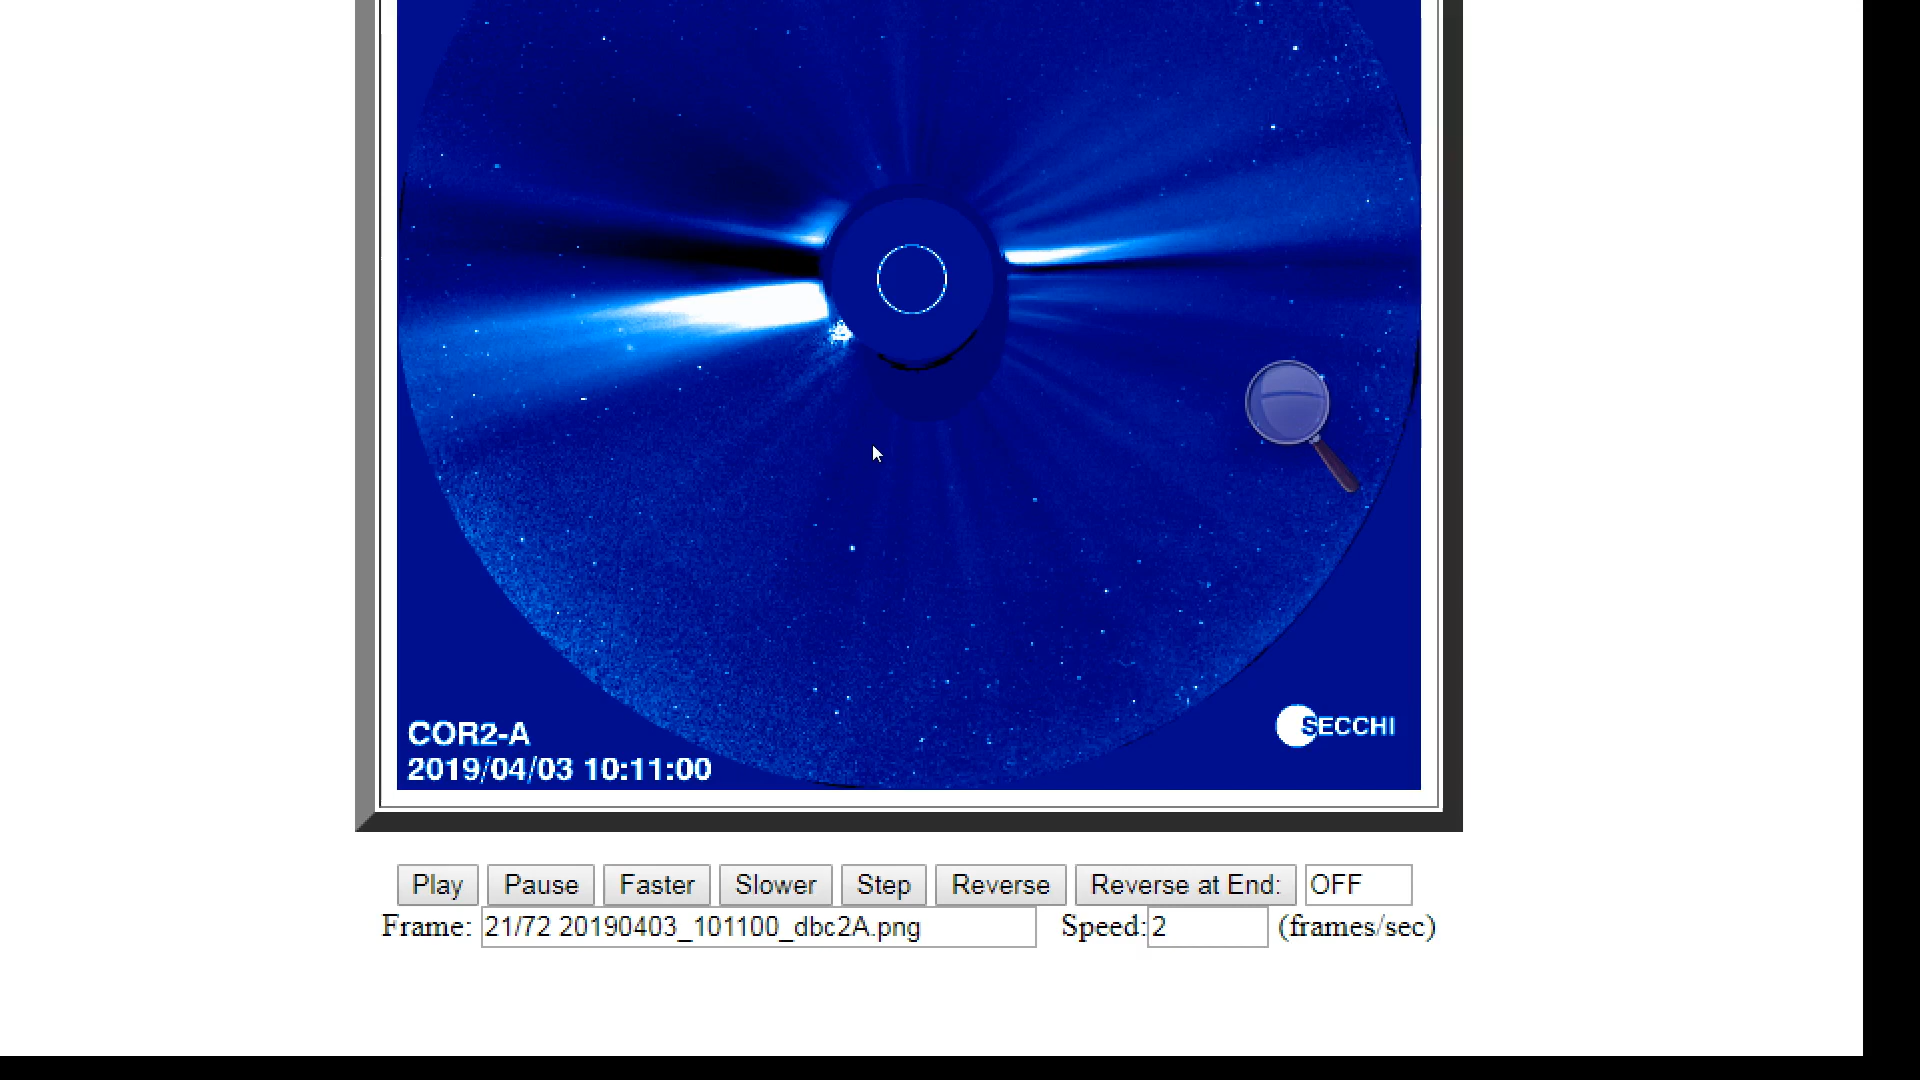 COR2-A
2019/04/03 10:11:00
SECCHI
Play Pause Faster Slower Step Reverse Reverse at End: OFF
Frame: 21/72 20190403_101100_dbc2A.png Speed: 2 (frames/sec)